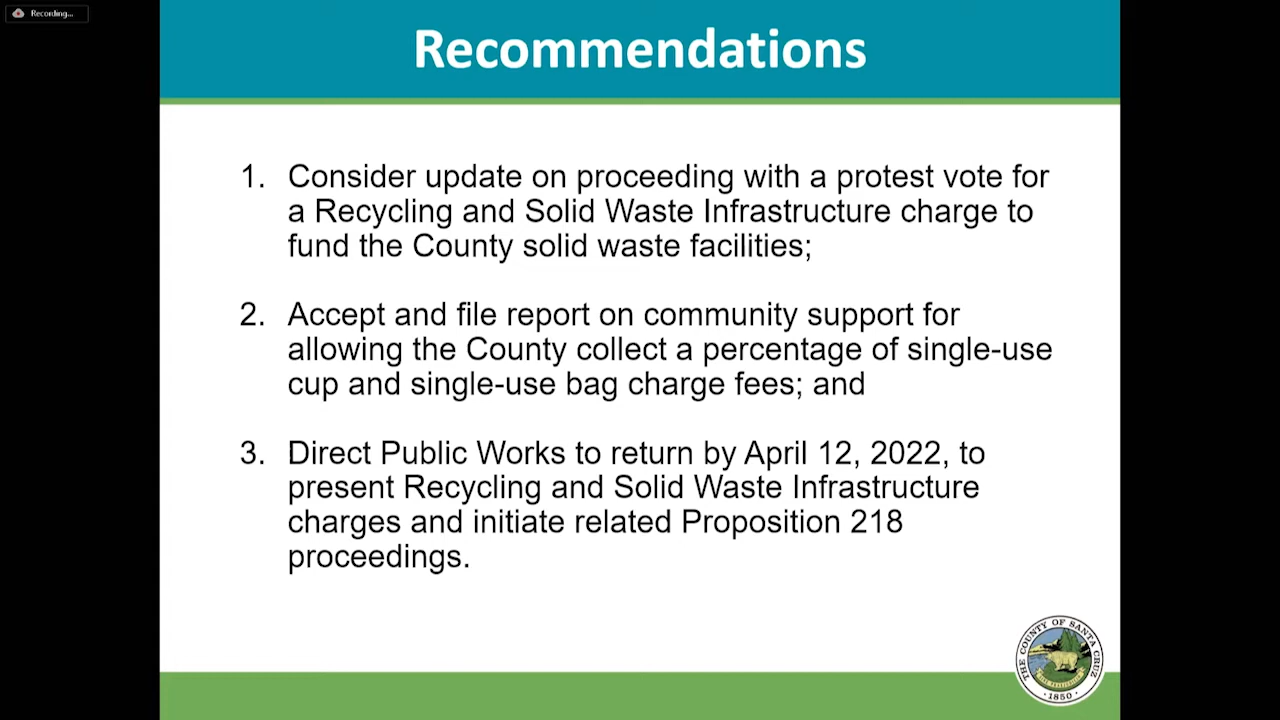 Recording...
Recommendations
1. Consider update on proceeding with a protest vote for
a Recycling and Solid Waste Infrastructure charge to
fund the County solid waste facilities;
2. Accept and file report on community support for
allowing the County collect a percentage of single-use
cup and single-use bag charge fees; and
3. Direct Public Works to return by April 12, 2022, to
present Recycling and Solid Waste Infrastructure
charges and initiate related Proposition 218
proceedings.
THE COUNTY OF SANTA CRUZ
1850